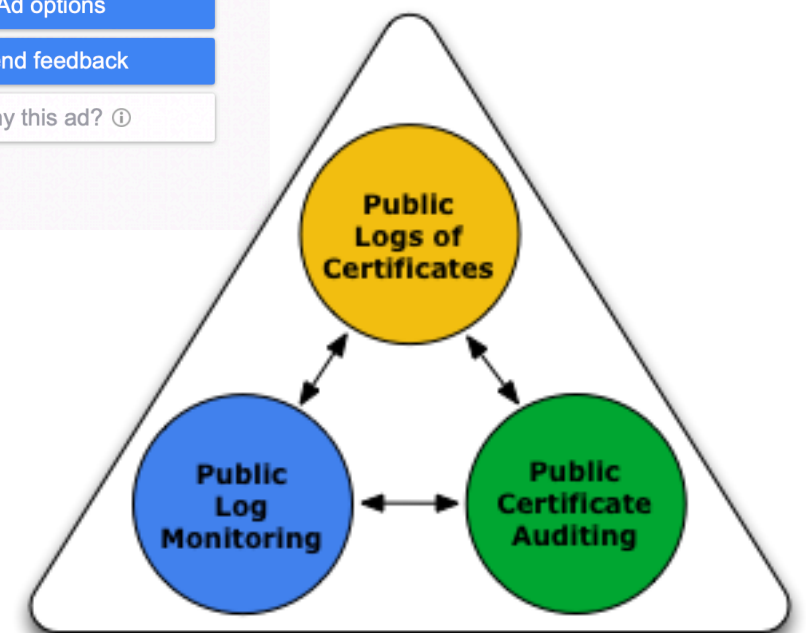 Ad options
nd feedback
y this ad?
Public
Logs of
Certificates
Public
Log
Monitoring
Public
Certificate
Auditing